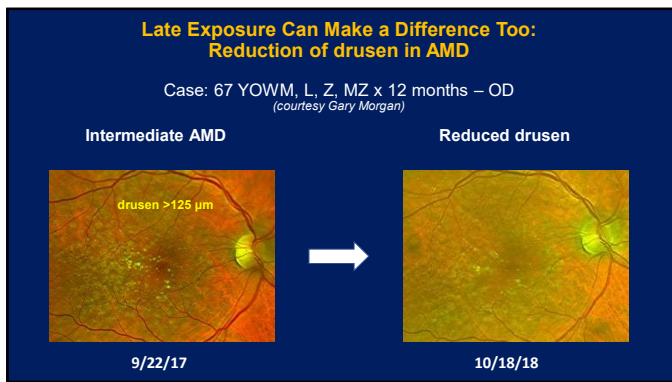 Late Exposure Can Make a Difference Too:
Reduction of drusen in AMD
Case: 67 YOWM, L, Z, MZ x 12 months – OD
(courtesy Gary Morgan)
Intermediate AMD
Reduced drusen
drusen >125 µm
9/22/17
10/18/18